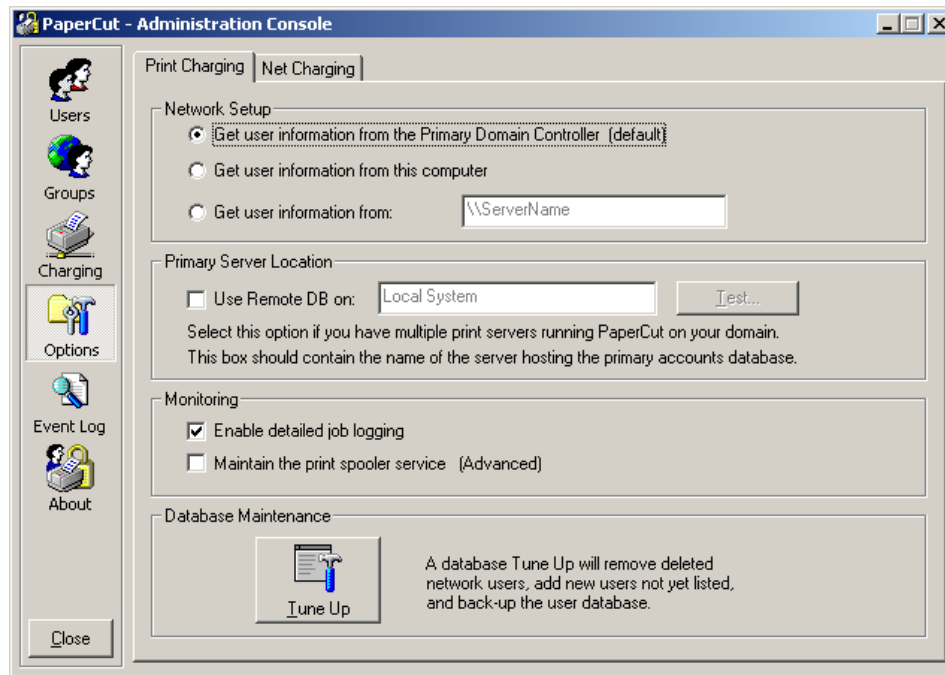 PaperCut - Administration Console
Users
Groups
Charging
Options
Event Log
About
Close
Print Charging
Net Charging
Network Setup
Get user information from the Primary Domain Controller (default)
Get user information from this computer
Get user information from:
\\ServerName
Primary Server Location
Use Remote DB on:
Local System
Test...
Select this option if you have multiple print servers running PaperCut on your domain.
This box should contain the name of the server hosting the primary accounts database.
Monitoring
Enable detailed job logging
Maintain the print spooler service (Advanced)
Database Maintenance
Tune Up
A database Tune Up will remove deleted
network users, add new users not yet listed,
and back-up the user database.